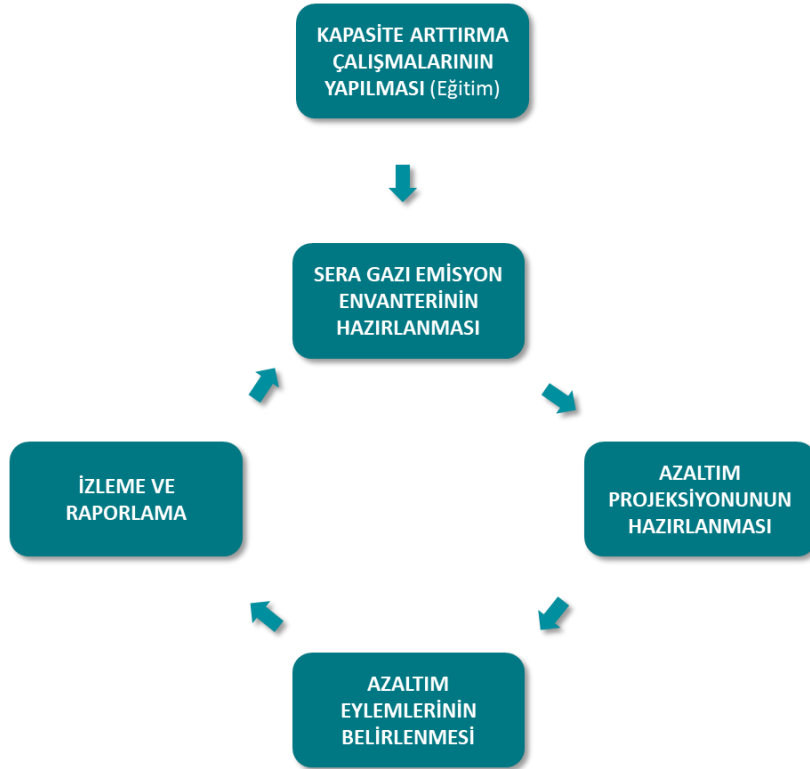 KAPASİTE ARTTIRMA
ÇALIŞMALARININ
YAPILMASI (Eğitim)
SERA GAZI EMİSYON
ENVANTERİNİN
HAZIRLANMASI
İZLEME VE
RAPORLAMA
AZALTIM
PROJEKSİYONUNUN
HAZIRLANMASI
AZALTIM
EYLEMLERİNİN
BELİRLENMESİ